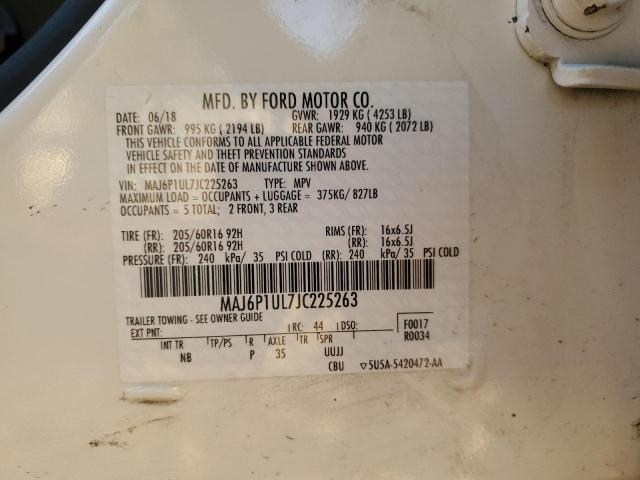 MFD. BY FORD MOTOR CO.
DATE: 06/18 GVWR: 1929 KG ( 4253 LB)
FRONT GAWR: 995 KG ( 2194 LB) REAR GAWR: 940 KG ( 2072 LB)
THIS VEHICLE CONFORMS TO ALL APPLICABLE FEDERAL MOTOR
VEHICLE SAFETY AND THEFT PREVENTION STANDARDS
IN EFFECT ON THE DATE OF MANUFACTURE SHOWN ABOVE.
VIN: MAJ6P1UL7JC225263 TYPE: MPV
MAXIMUM LOAD = OCCUPANTS + LUGGAGE = 375KG/ 827LB
OCCUPANTS = 5 TOTAL; 2 FRONT, 3 REAR
TIRE (FR): 205/60R16 92H RIMS (FR): 16x6.5J
(RR): 205/60R16 92H (RR): 16x6.5J
PRESSURE (FR): 240 kPa/ 35 PSI COLD (RR): 240 kPa/ 35 PSI COLD
MAJ6P1UL7JC225263
TRAILER TOWING - SEE OWNER GUIDE
EXT PNT: RC: 44 DSO: F0017
INT TR TP/PS R AXLE TR SPR R0034
NB P 35 UUJJ
CBU ▽5U5A-5420472-AA